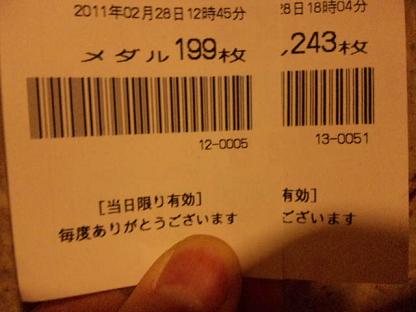 2011年02月28日12時45分
メダル199枚
12-0005
[当日限り有効]
毎度ありがとうございます
28日18時04分
,243枚
13-0051
有効]
ございます